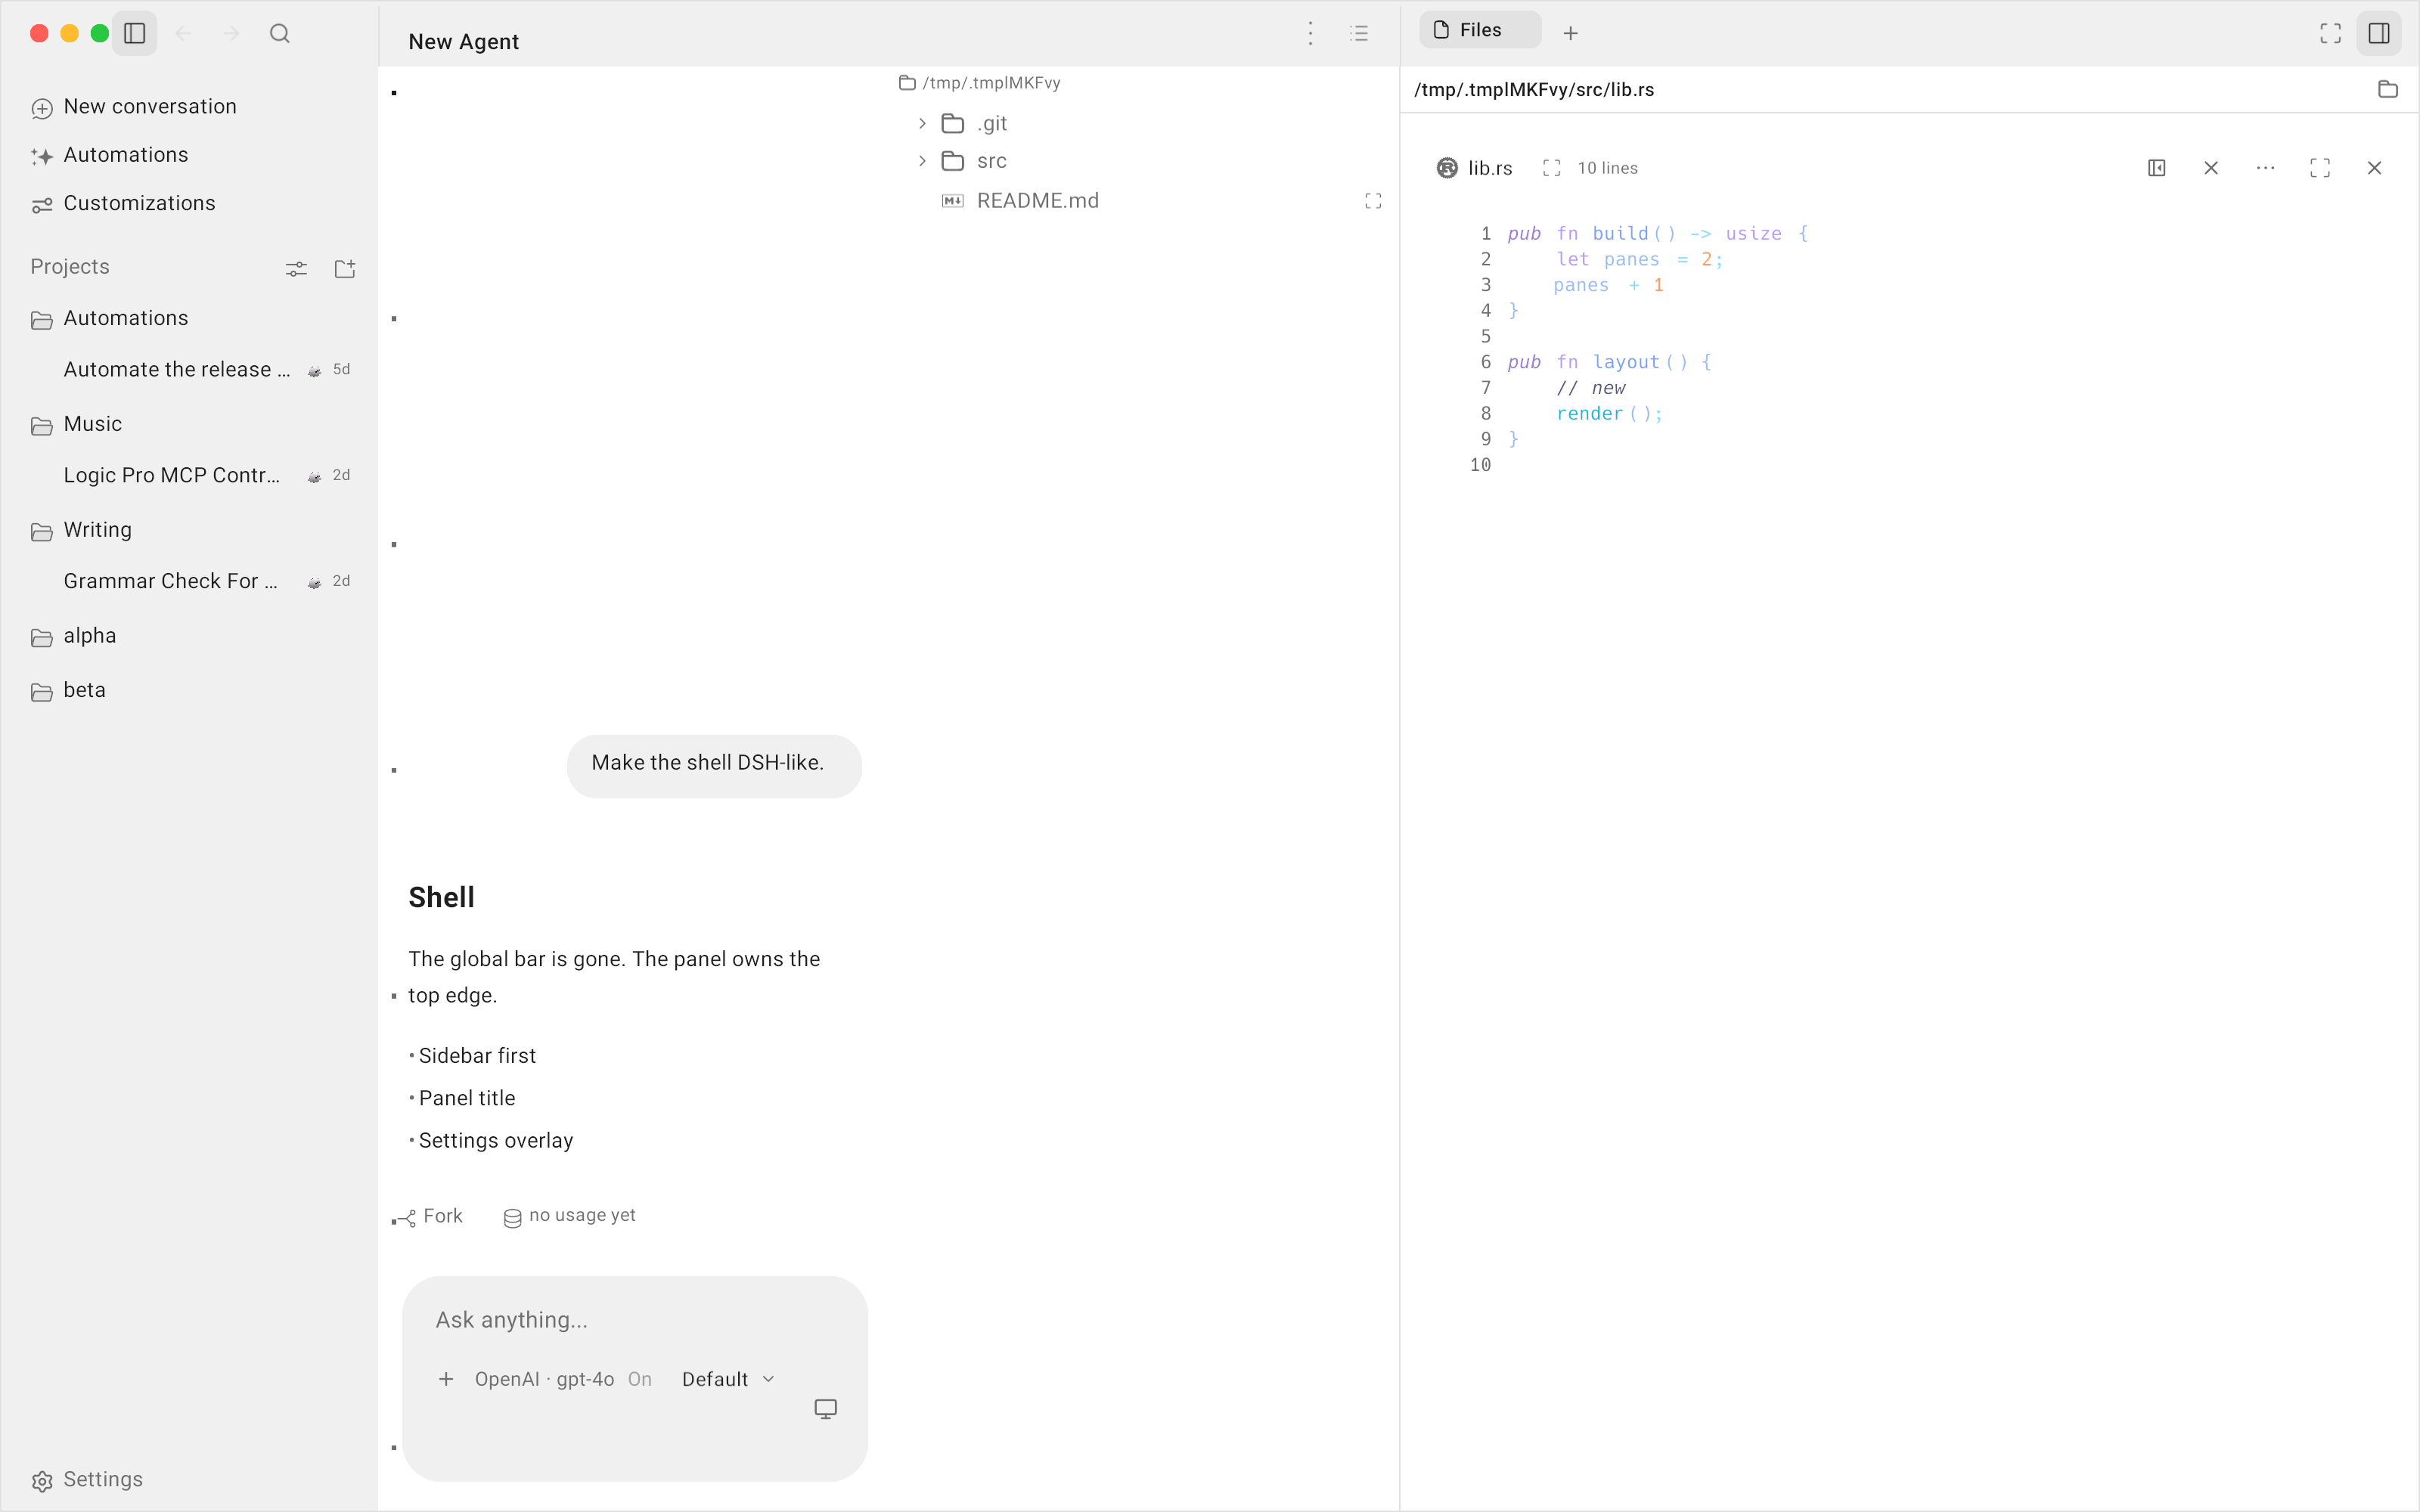 New Agent
Files
New conversation
Automations
Customizations
Projects
Automations
Automate the release ... 5d
Music
Logic Pro MCP Contr... 2d
Writing
Grammar Check For ... 2d
alpha
beta
Settings
/tmp/.tmplMKFvy
.git
src
README.md
Make the shell DSH-like.
Shell
The global bar is gone. The panel owns the
top edge.
• Sidebar first
• Panel title
• Settings overlay
Fork no usage yet
Ask anything...
OpenAI · gpt-4o On Default
/tmp/.tmplMKFvy/src/lib.rs
lib.rs 10 lines
1 pub fn build() -> usize {
2     let panes = 2;
3     panes + 1
4 }
5
6 pub fn layout() {
7     // new
8     render();
9 }
10